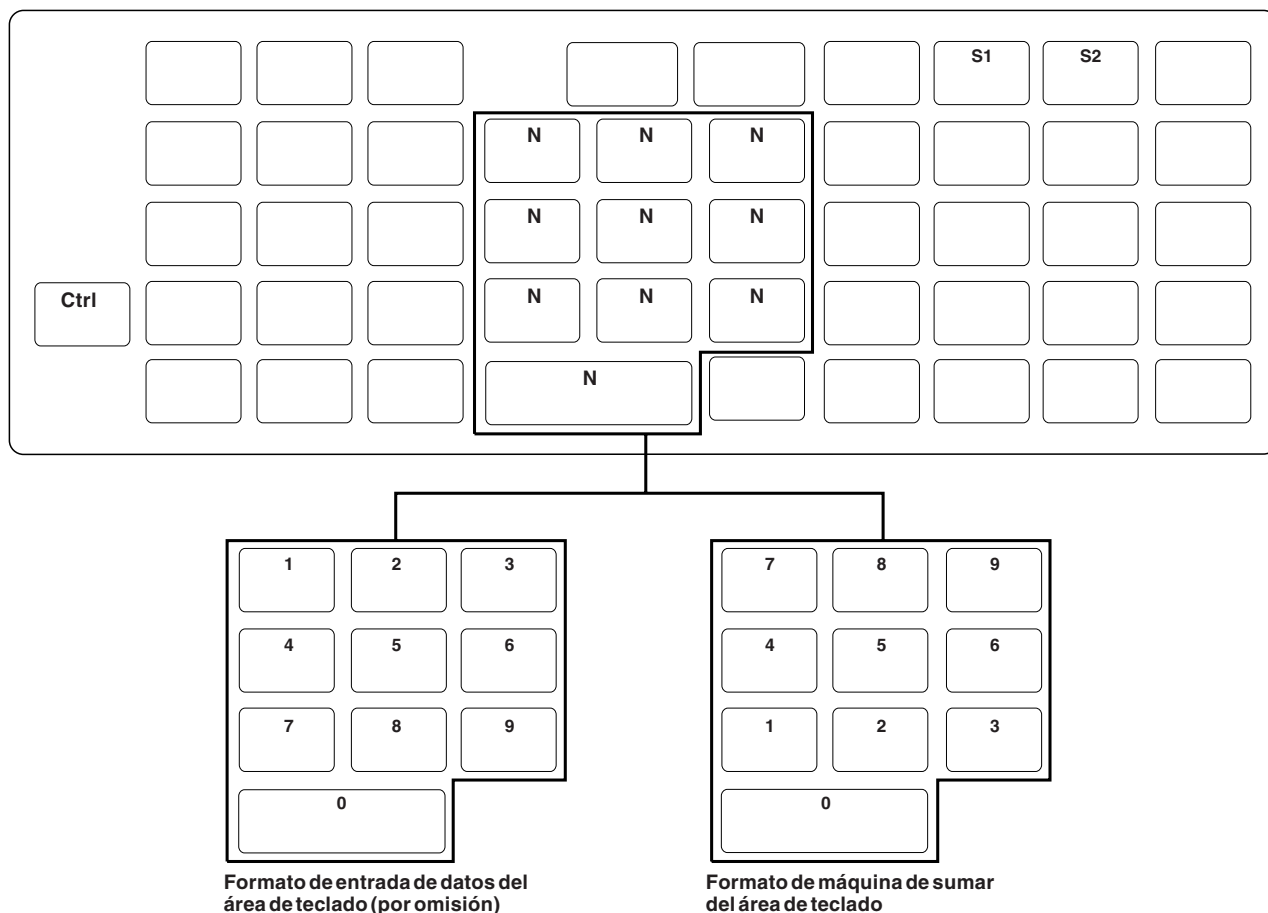 S1 S2
N N N
N N N
Ctrl N N N
N
1 2 3 7 8 9
4 5 6 4 5 6
7 8 9 1 2 3
0 0
Formato de entrada de datos del
área de teclado (por omisión)
Formato de máquina de sumar
del área de teclado